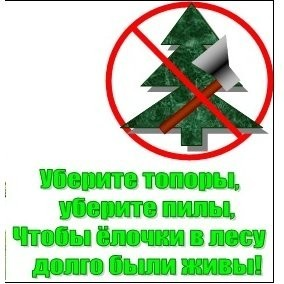 Уберите топоры,
уберите пилы,
Чтобы ёлочки в лесу
долго были живы!